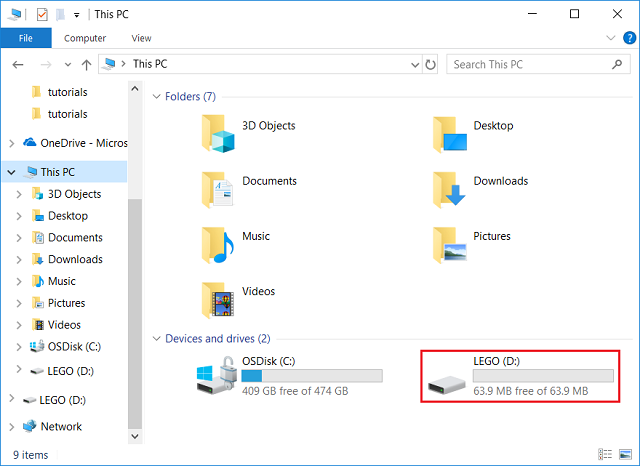 This PC
File Computer View
This PC
Search This PC
tutorials
tutorials
OneDrive - Micros
This PC
3D Objects
Desktop
Documents
Downloads
Music
Pictures
Videos
OSDisk (C:)
LEGO (D:)
LEGO (D:)
Network
Folders (7)
3D Objects
Desktop
Documents
Downloads
Music
Pictures
Videos
Devices and drives (2)
OSDisk (C:)
409 GB free of 474 GB
LEGO (D:)
63.9 MB free of 63.9 MB
9 items